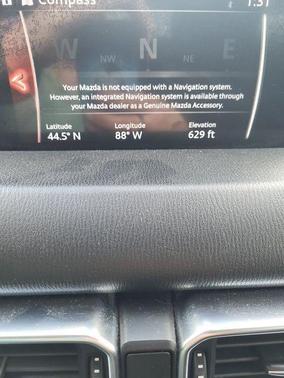 Compass 1:31
W NW N NE E
Your Mazda is not equipped with a Navigation system.
However, an integrated Navigation system is available through
your Mazda dealer as a Genuine Mazda Accessory.
Latitude Longitude Elevation
44.5° N 88° W 629 ft